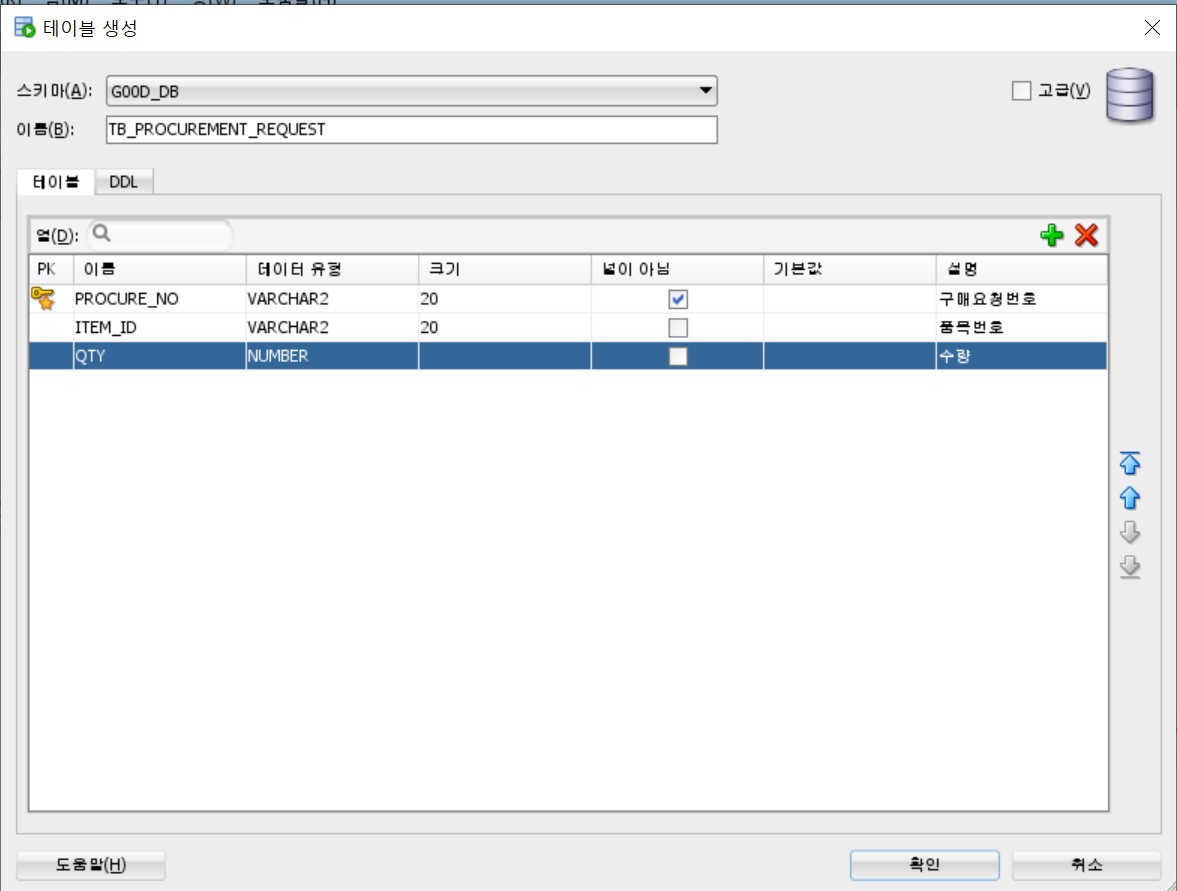 테이블 생성
스키마(A): G00D_DB 고급(V)
이름(B): TB_PROCUREMENT_REQUEST
테이블 DDL
열(D):
PK 이름 데이터 유형 크기 널이 아님 기본값 설명
PROCURE_NO VARCHAR2 20 구매요청번호
ITEM_ID VARCHAR2 20 품목번호
QTY NUMBER 수량
도움말(H) 확인 취소